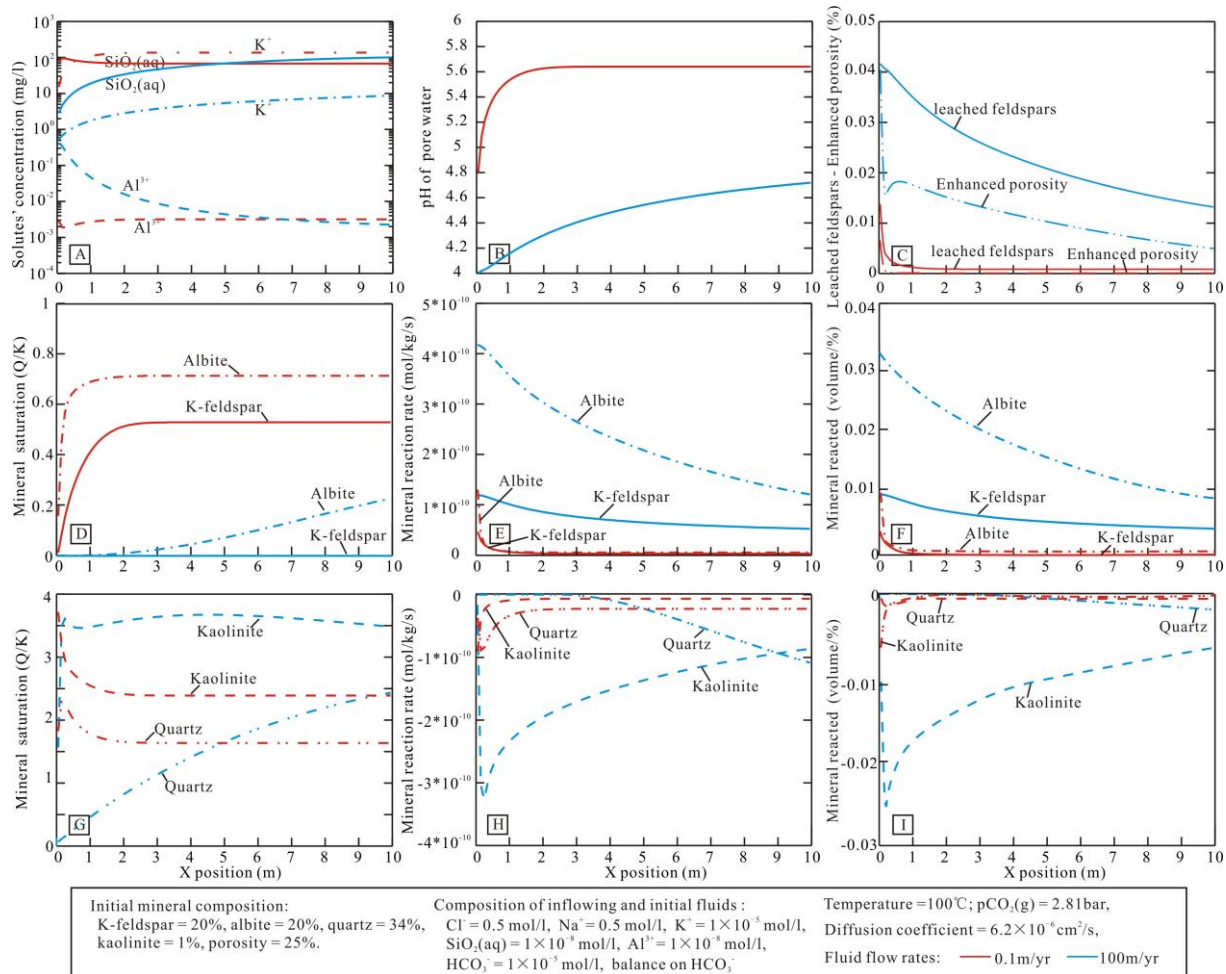 Solutes' concentration (mg/l)
10³
10²
10¹
10⁰
10⁻¹
10⁻²
10⁻³
10⁻⁴
K⁺
SiO₂(aq)
SiO₂(aq)
K⁺
Al³⁺
Al³⁺
A
0 1 2 3 4 5 6 7 8 9 10
pH of pore water
6
5.8
5.6
5.4
5.2
5
4.8
4.6
4.4
4.2
4
B
0 1 2 3 4 5 6 7 8 9 10
Leached feldspars - Enhanced porosity (%)
0.05
0.04
0.03
0.02
0.01
0
leached feldspars
Enhanced porosity
leached feldspars
Enhanced porosity
C
0 1 2 3 4 5 6 7 8 9 10
Mineral saturation (Q/K)
1
0.8
0.6
0.4
0.2
0
Albite
K-feldspar
Albite
K-feldspar
D
0 1 2 3 4 5 6 7 8 9 10
Mineral reaction rate (mol/kg/s)
5*10⁻¹⁰
4*10⁻¹⁰
3*10⁻¹⁰
2*10⁻¹⁰
1*10⁻¹⁰
0
Albite
Albite
K-feldspar
K-feldspar
E
0 1 2 3 4 5 6 7 8 9 10
Mineral reacted (volume/%)
0.04
0.03
0.02
0.01
0
Albite
K-feldspar
Albite
K-feldspar
F
0 1 2 3 4 5 6 7 8 9 10
Mineral saturation (Q/K)
4
3
2
1
0
Kaolinite
Kaolinite
Quartz
Quartz
G
0 1 2 3 4 5 6 7 8 9 10
X position (m)
Mineral reaction rate (mol/kg/s)
0
-1*10⁻¹⁰
-2*10⁻¹⁰
-3*10⁻¹⁰
-4*10⁻¹⁰
Quartz
Kaolinite
Quartz
Kaolinite
H
0 1 2 3 4 5 6 7 8 9 10
X position (m)
Mineral reacted (volume/%)
0
-0.01
-0.02
-0.03
Quartz
Kaolinite
Quartz
Kaolinite
I
0 1 2 3 4 5 6 7 8 9 10
X position (m)
Initial mineral composition:
K-feldspar = 20%, albite = 20%, quartz = 34%,
kaolinite = 1%, porosity = 25%.
Composition of inflowing and initial fluids :
Cl⁻ = 0.5 mol/l, Na⁺ = 0.5 mol/l, K⁺ = 1×10⁻⁵ mol/l,
SiO₂(aq) = 1×10⁻⁸ mol/l, Al³⁺ = 1×10⁻⁸ mol/l,
HCO₃⁻ = 1×10⁻⁵ mol/l, balance on HCO₃⁻
Temperature =100℃; pCO₂(g) = 2.81bar,
Diffusion coefficient = 6.2×10⁻⁶ cm²/s,
Fluid flow rates: 0.1m/yr 100m/yr